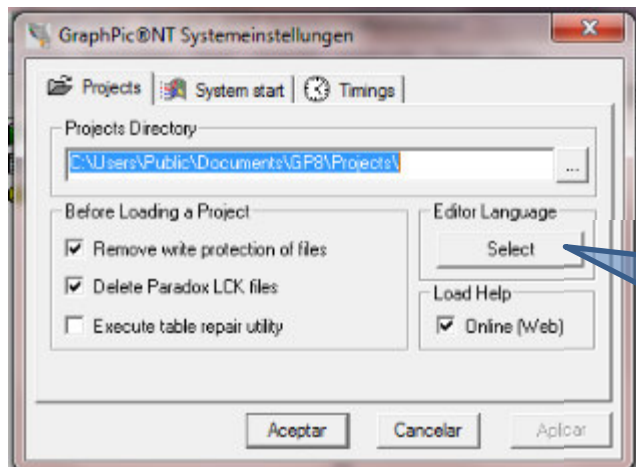 GraphPic®NT Systemeinstellungen
Projects System start Timings
Projects Directory
C:\Users\Public\Documents\GP8\Projects\
...
Before Loading a Project
Remove write protection of files
Delete Paradox LCK files
Execute table repair utility
Editor Language
Select
Load Help
Online (Web)
Aceptar Cancelar Aplicar